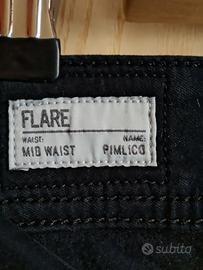 FLARE
WAIST: NAME:
MID WAIST PIMLICO
subito